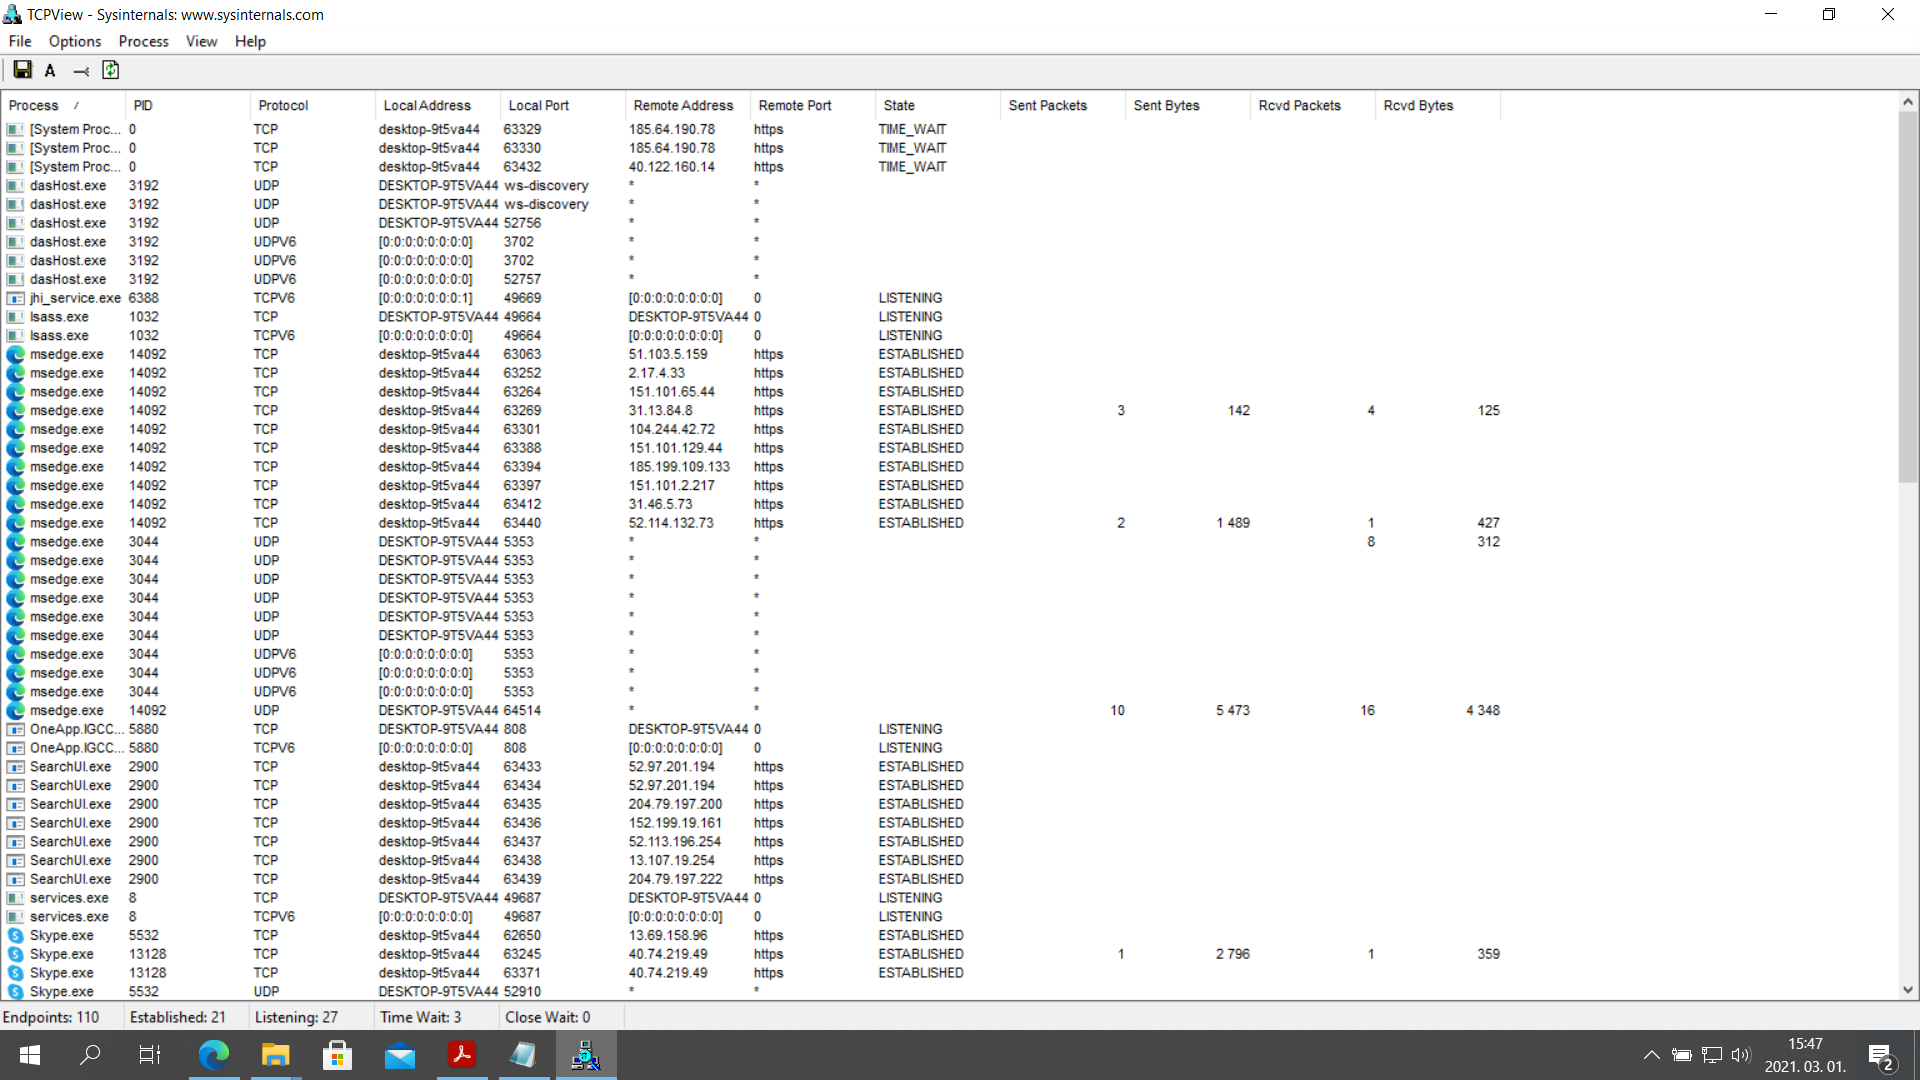 TCPView - Sysinternals: www.sysinternals.com
File Options Process View Help
A
Process / PID Protocol Local Address Local Port Remote Address Remote Port State Sent Packets Sent Bytes Rcvd Packets Rcvd Bytes
[System Proc... 0 TCP desktop-9t5va44 63329 185.64.190.78 https TIME_WAIT
[System Proc... 0 TCP desktop-9t5va44 63330 185.64.190.78 https TIME_WAIT
[System Proc... 0 TCP desktop-9t5va44 63432 40.122.160.14 https TIME_WAIT
dasHost.exe 3192 UDP DESKTOP-9T5VA44 ws-discovery * *
dasHost.exe 3192 UDP DESKTOP-9T5VA44 ws-discovery * *
dasHost.exe 3192 UDP DESKTOP-9T5VA44 52756 * *
dasHost.exe 3192 UDPV6 [0:0:0:0:0:0:0:0] 3702 * *
dasHost.exe 3192 UDPV6 [0:0:0:0:0:0:0:0] 3702 * *
dasHost.exe 3192 UDPV6 [0:0:0:0:0:0:0:0] 52757 * *
jhi_service.exe 6388 TCPV6 [0:0:0:0:0:0:0:1] 49669 [0:0:0:0:0:0:0:0] 0 LISTENING
lsass.exe 1032 TCP DESKTOP-9T5VA44 49664 DESKTOP-9T5VA44 0 LISTENING
lsass.exe 1032 TCPV6 [0:0:0:0:0:0:0:0] 49664 [0:0:0:0:0:0:0:0] 0 LISTENING
msedge.exe 14092 TCP desktop-9t5va44 63063 51.103.5.159 https ESTABLISHED
msedge.exe 14092 TCP desktop-9t5va44 63252 2.17.4.33 https ESTABLISHED
msedge.exe 14092 TCP desktop-9t5va44 63264 151.101.65.44 https ESTABLISHED
msedge.exe 14092 TCP desktop-9t5va44 63269 31.13.84.8 https ESTABLISHED 3 142 4 125
msedge.exe 14092 TCP desktop-9t5va44 63301 104.244.42.72 https ESTABLISHED
msedge.exe 14092 TCP desktop-9t5va44 63388 151.101.129.44 https ESTABLISHED
msedge.exe 14092 TCP desktop-9t5va44 63394 185.199.109.133 https ESTABLISHED
msedge.exe 14092 TCP desktop-9t5va44 63397 151.101.2.217 https ESTABLISHED
msedge.exe 14092 TCP desktop-9t5va44 63412 31.46.5.73 https ESTABLISHED
msedge.exe 14092 TCP desktop-9t5va44 63440 52.114.132.73 https ESTABLISHED 2 1 489 1 427
msedge.exe 3044 UDP DESKTOP-9T5VA44 5353 * * 8 312
msedge.exe 3044 UDP DESKTOP-9T5VA44 5353 * *
msedge.exe 3044 UDP DESKTOP-9T5VA44 5353 * *
msedge.exe 3044 UDP DESKTOP-9T5VA44 5353 * *
msedge.exe 3044 UDP DESKTOP-9T5VA44 5353 * *
msedge.exe 3044 UDP DESKTOP-9T5VA44 5353 * *
msedge.exe 3044 UDPV6 [0:0:0:0:0:0:0:0] 5353 * *
msedge.exe 3044 UDPV6 [0:0:0:0:0:0:0:0] 5353 * *
msedge.exe 3044 UDPV6 [0:0:0:0:0:0:0:0] 5353 * *
msedge.exe 14092 UDP DESKTOP-9T5VA44 64514 * * 10 5 473 16 4 348
OneApp.IGCC... 5880 TCP DESKTOP-9T5VA44 808 DESKTOP-9T5VA44 0 LISTENING
OneApp.IGCC... 5880 TCPV6 [0:0:0:0:0:0:0:0] 808 [0:0:0:0:0:0:0:0] 0 LISTENING
SearchUI.exe 2900 TCP desktop-9t5va44 63433 52.97.201.194 https ESTABLISHED
SearchUI.exe 2900 TCP desktop-9t5va44 63434 52.97.201.194 https ESTABLISHED
SearchUI.exe 2900 TCP desktop-9t5va44 63435 204.79.197.200 https ESTABLISHED
SearchUI.exe 2900 TCP desktop-9t5va44 63436 152.199.19.161 https ESTABLISHED
SearchUI.exe 2900 TCP desktop-9t5va44 63437 52.113.196.254 https ESTABLISHED
SearchUI.exe 2900 TCP desktop-9t5va44 63438 13.107.19.254 https ESTABLISHED
SearchUI.exe 2900 TCP desktop-9t5va44 63439 204.79.197.222 https ESTABLISHED
services.exe 8 TCP DESKTOP-9T5VA44 49687 DESKTOP-9T5VA44 0 LISTENING
services.exe 8 TCPV6 [0:0:0:0:0:0:0:0] 49687 [0:0:0:0:0:0:0:0] 0 LISTENING
Skype.exe 5532 TCP desktop-9t5va44 62650 13.69.158.96 https ESTABLISHED
Skype.exe 13128 TCP desktop-9t5va44 63245 40.74.219.49 https ESTABLISHED 1 2 796 1 359
Skype.exe 13128 TCP desktop-9t5va44 63371 40.74.219.49 https ESTABLISHED
Skype.exe 5532 UDP DESKTOP-9T5VA44 52910 * *
Endpoints: 110 Established: 21 Listening: 27 Time Wait: 3 Close Wait: 0
15:47
2021. 03. 01.
2